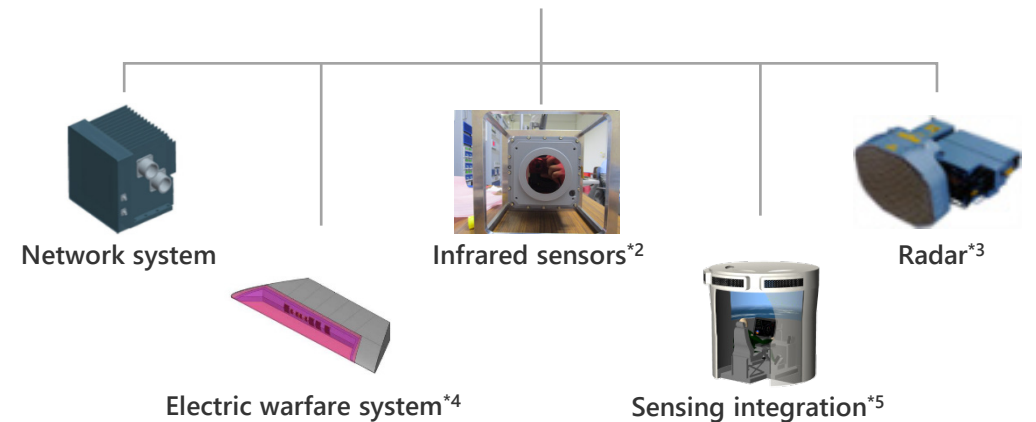 Network system
Infrared sensors*2
Radar*3
Electric warfare system*4
Sensing integration*5